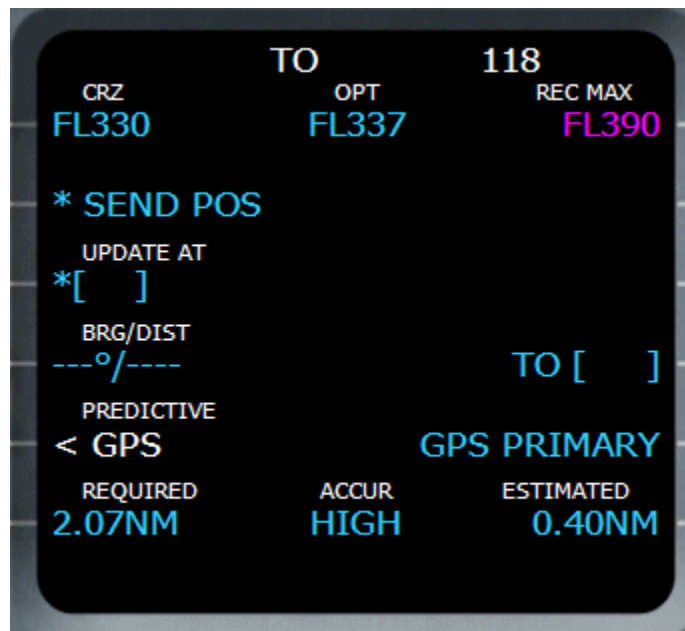 TO 118
CRZ OPT REC MAX
FL330 FL337 FL390
* SEND POS
UPDATE AT
*[ ]
BRG/DIST
---°/---- TO [ ]
PREDICTIVE
< GPS GPS PRIMARY
REQUIRED ACCUR ESTIMATED
2.07NM HIGH 0.40NM